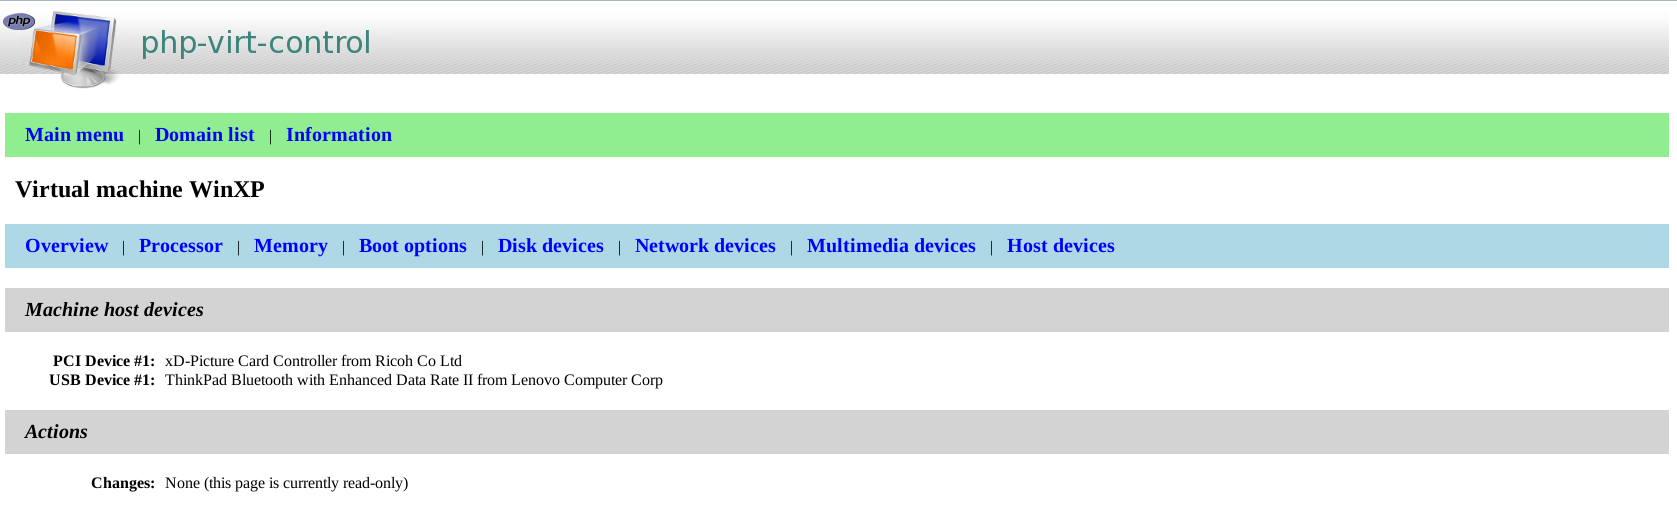 php
php-virt-control
Main menu | Domain list | Information
Virtual machine WinXP
Overview | Processor | Memory | Boot options | Disk devices | Network devices | Multimedia devices | Host devices
Machine host devices
PCI Device #1: xD-Picture Card Controller from Ricoh Co Ltd
USB Device #1: ThinkPad Bluetooth with Enhanced Data Rate II from Lenovo Computer Corp
Actions
Changes: None (this page is currently read-only)